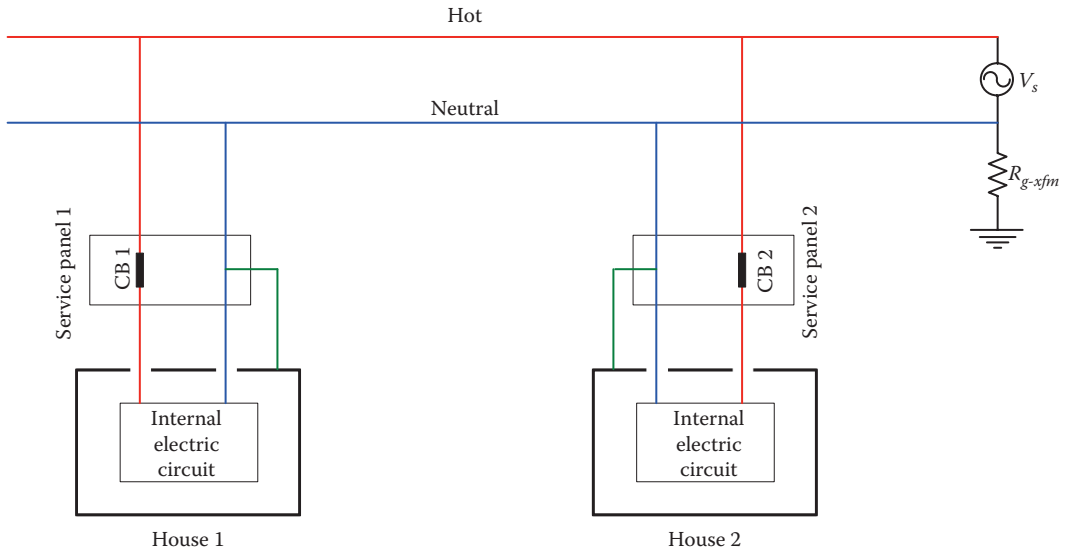 Hot
V_s
Neutral
R_{g-xfm}
Service panel 1
CB 1
CB 2
Service panel 2
Internal
electric
circuit
Internal
electric
circuit
House 1
House 2